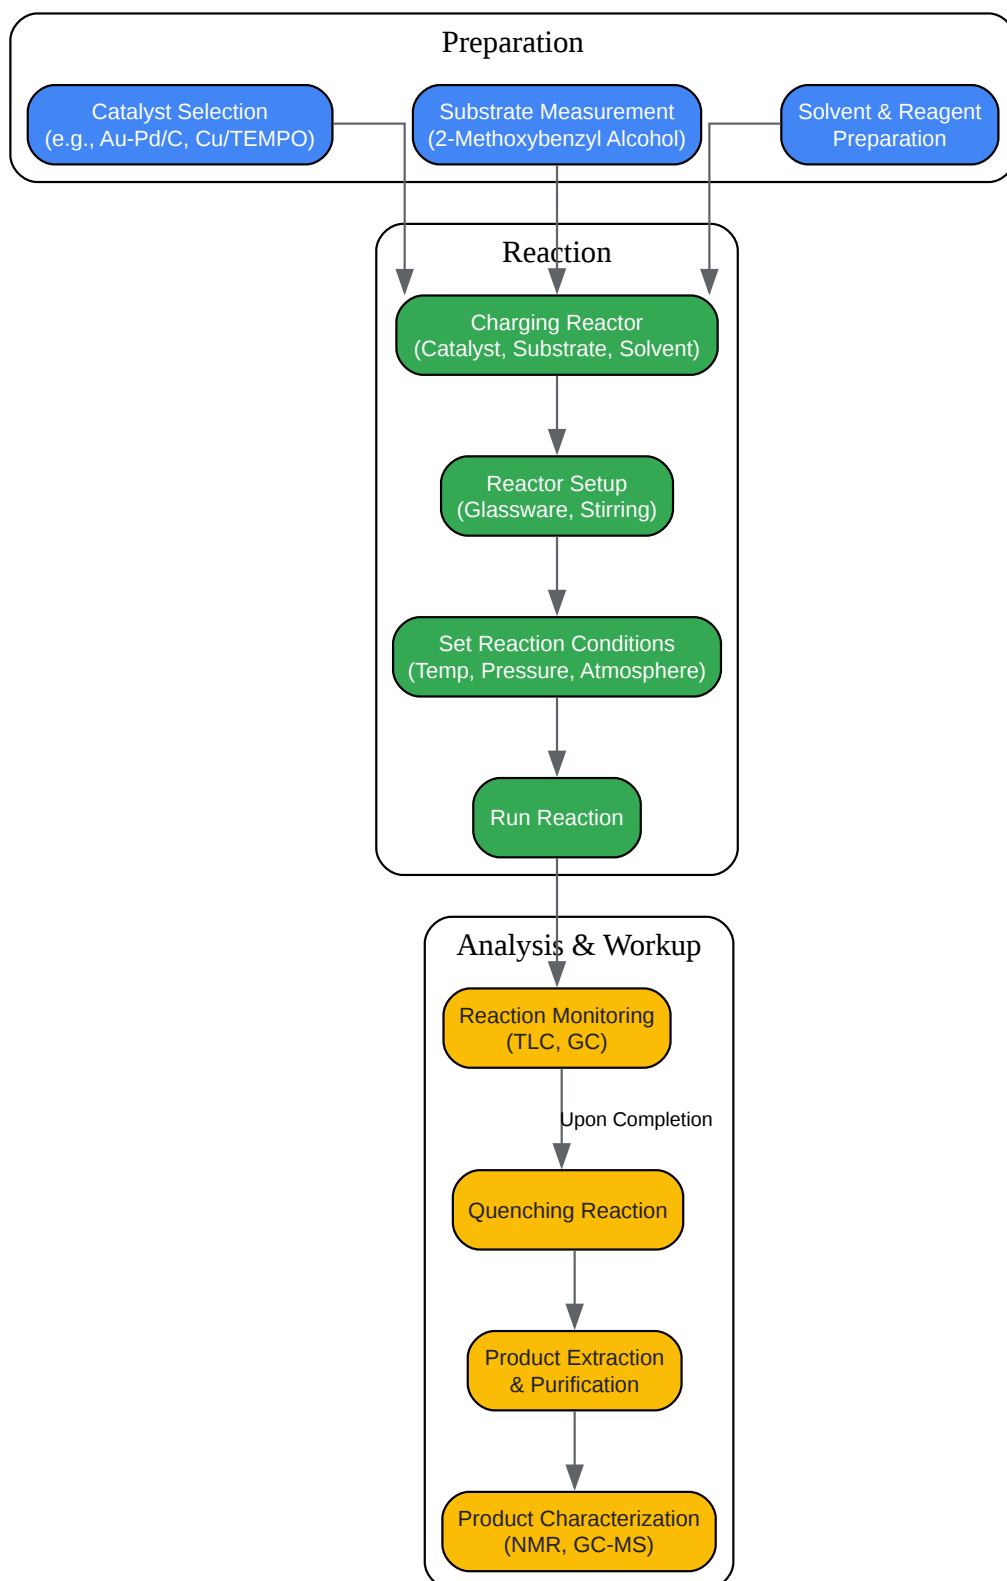 Preparation
Catalyst Selection
(e.g., Au-Pd/C, Cu/TEMPO)
Substrate Measurement
(2-Methoxybenzyl Alcohol)
Solvent & Reagent
Preparation
Reaction
Charging Reactor
(Catalyst, Substrate, Solvent)
Reactor Setup
(Glassware, Stirring)
Set Reaction Conditions
(Temp, Pressure, Atmosphere)
Run Reaction
Analysis & Workup
Reaction Monitoring
(TLC, GC)
Upon Completion
Quenching Reaction
Product Extraction
& Purification
Product Characterization
(NMR, GC-MS)